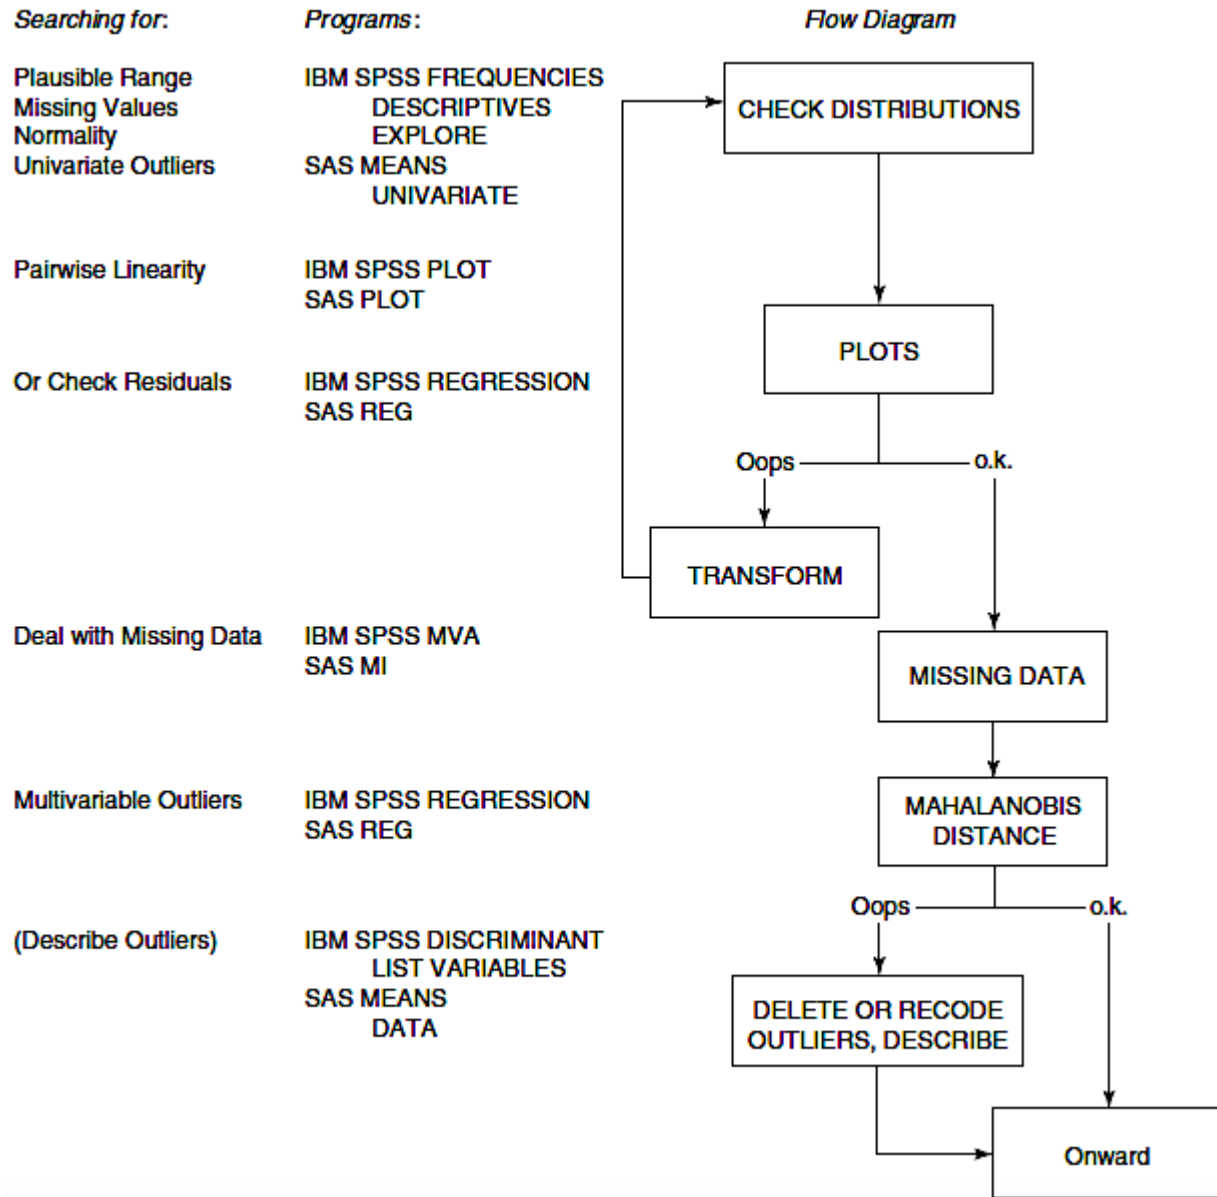 Searching for: Programs: Flow Diagram
Plausible Range IBM SPSS FREQUENCIES
Missing Values DESCRIPTIVES
Normality EXPLORE
Univariate Outliers SAS MEANS
UNIVARIATE
CHECK DISTRIBUTIONS
Pairwise Linearity IBM SPSS PLOT
SAS PLOT
PLOTS
Or Check Residuals IBM SPSS REGRESSION
SAS REG
Oops o.k.
TRANSFORM
Deal with Missing Data IBM SPSS MVA
SAS MI
MISSING DATA
Multivariable Outliers IBM SPSS REGRESSION
SAS REG
MAHALANOBIS
DISTANCE
Oops o.k.
(Describe Outliers) IBM SPSS DISCRIMINANT
LIST VARIABLES
SAS MEANS
DATA
DELETE OR RECODE
OUTLIERS, DESCRIBE
Onward